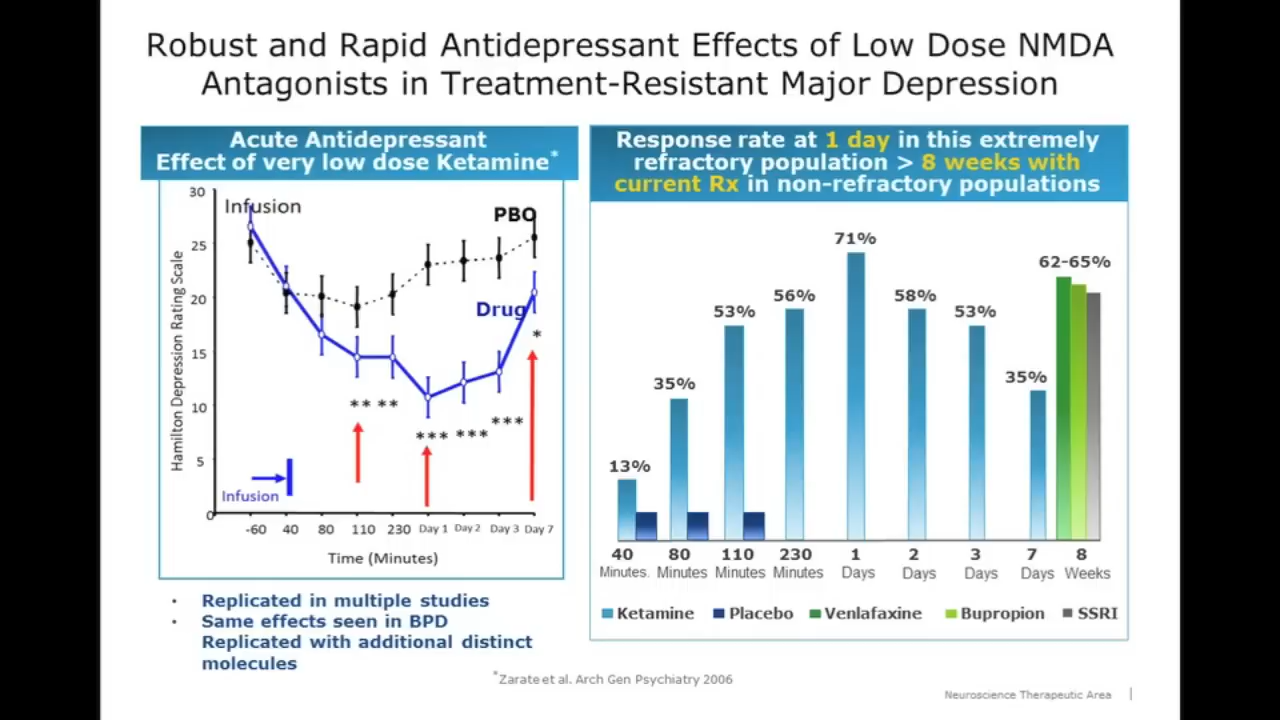 Robust and Rapid Antidepressant Effects of Low Dose NMDA
Antagonists in Treatment-Resistant Major Depression
Acute Antidepressant
Effect of very low dose Ketamine*
30
25
20
15
10
5
0
Hamilton Depression Rating Scale
Infusion
PBO
Drug
*
** **
*** *** ***
Infusion
-60 40 80 110 230 Day 1 Day 2 Day 3 Day 7
Time (Minutes)
• Replicated in multiple studies
• Same effects seen in BPD
Replicated with additional distinct
molecules
Response rate at 1 day in this extremely
refractory population > 8 weeks with
current Rx in non-refractory populations
13%
35%
53%
56%
71%
58%
53%
35%
62-65%
40 80 110 230 1 2 3 7 8
Minutes. Minutes Minutes Minutes Days Days Days Days Weeks
Ketamine Placebo Venlafaxine Bupropion SSRI
*Zarate et al. Arch Gen Psychiatry 2006
Neuroscience Therapeutic Area |